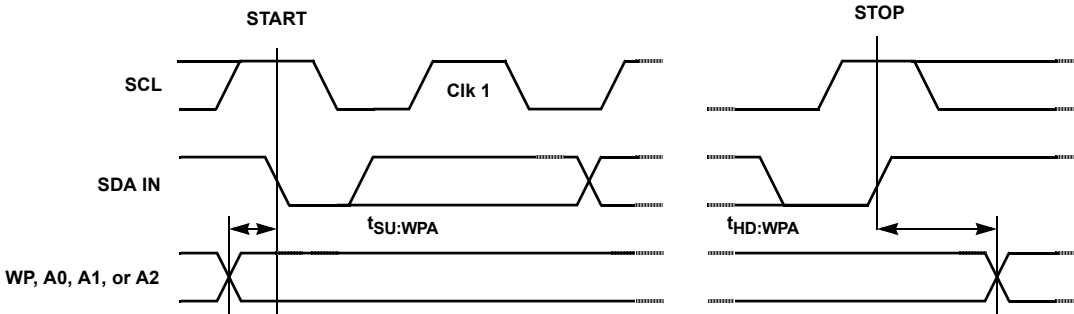 START
STOP
SCL
Clk 1
SDA IN
tSU:WPA
tHD:WPA
WP, A0, A1, or A2